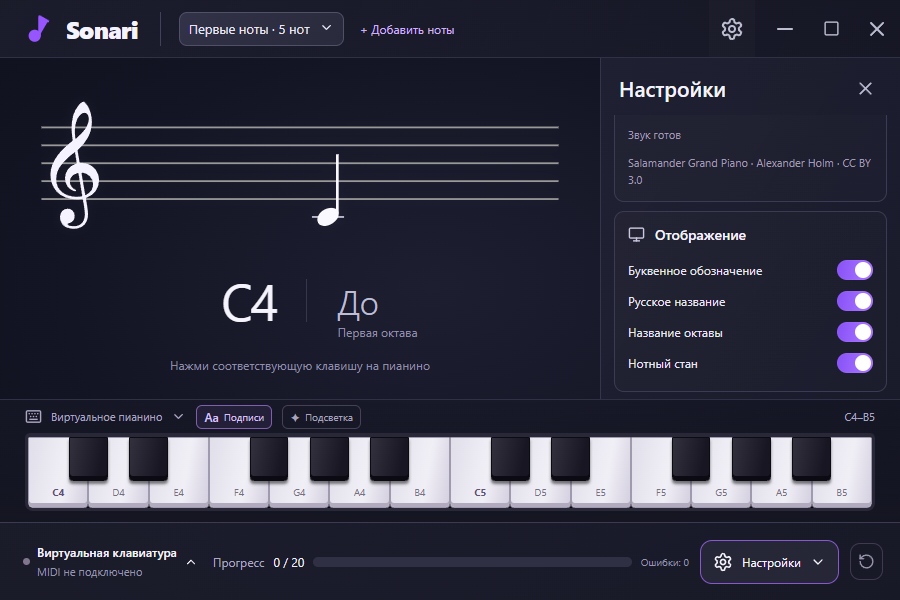 Sonari
Первые ноты · 5 нот
+ Добавить ноты
Настройки
Звук готов
Salamander Grand Piano · Alexander Holm · CC BY
3.0
Отображение
Буквенное обозначение
Русское название
Название октавы
Нотный стан
C4
До
Первая октава
Нажми соответствующую клавишу на пианино
Виртуальное пианино
Aa Подписи
Подсветка
C4–B5
C4 D4 E4 F4 G4 A4 B4 C5 D5 E5 F5 G5 A5 B5
Виртуальная клавиатура
MIDI не подключено
Прогресс 0 / 20
Ошибки: 0
Настройки